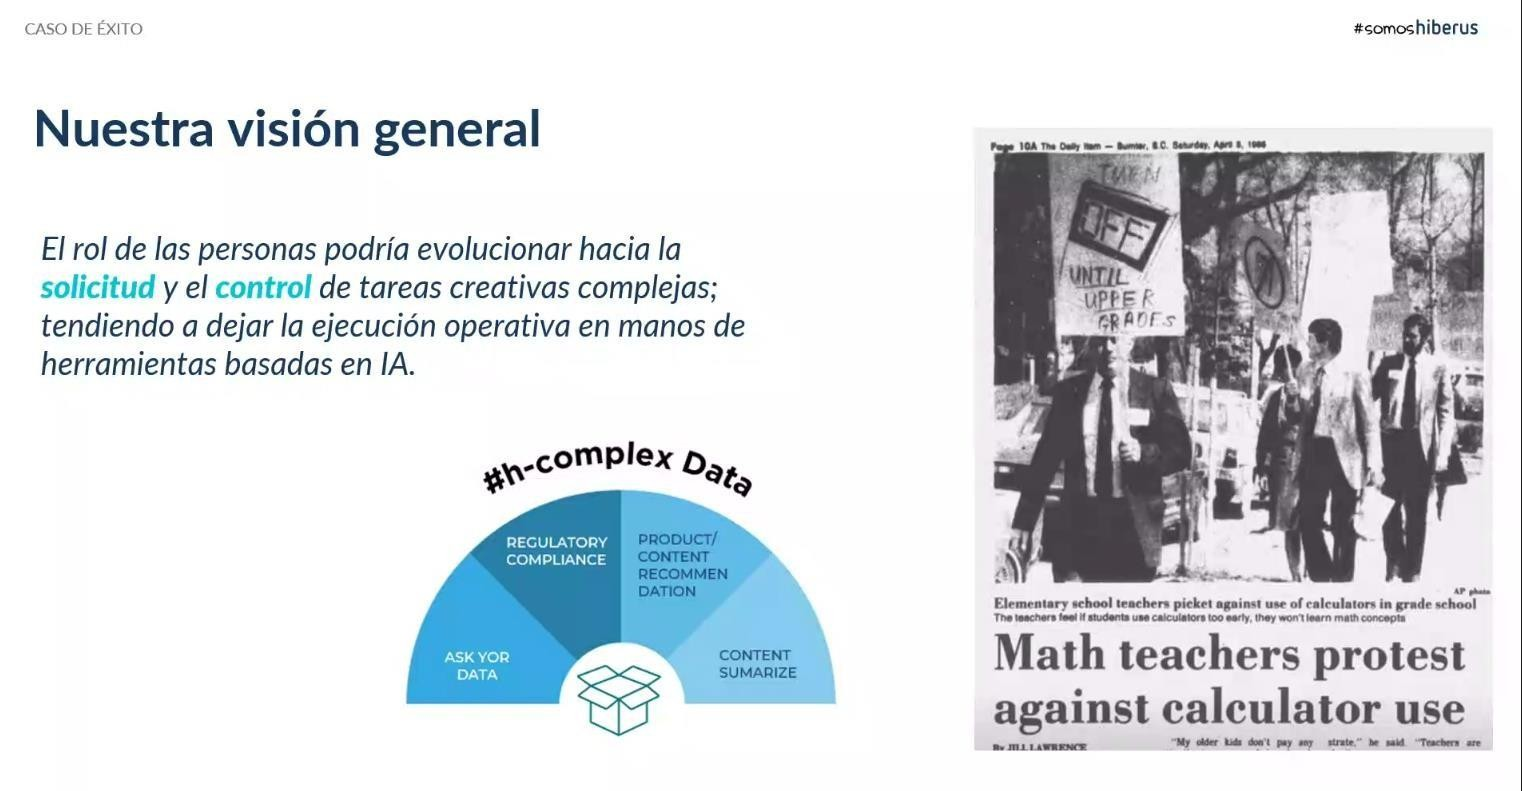 CASO DE ÉXITO
#somoshiberus
Nuestra visión general
El rol de las personas podría evolucionar hacia la
solicitud y el control de tareas creativas complejas;
tendiendo a dejar la ejecución operativa en manos de
herramientas basadas en IA.
#h-complex Data
REGULATORY
COMPLIANCE
PRODUCT/
CONTENT
RECOMMEN
DATION
ASK YOR
DATA
CONTENT
SUMARIZE
Page 10A The Daily Item — Sumter, S.C. Saturday, April 5, 1986
TURN
OFF
UNTIL
UPPER
GRADES
AP photo
Elementary school teachers picket against use of calculators in grade school
The teachers feel if students use calculators too early, they won't learn math concepts
Math teachers protest
against calculator use
By JILL LAWRENCE
"My older kids don't pay any
strate," he said. "Teachers are